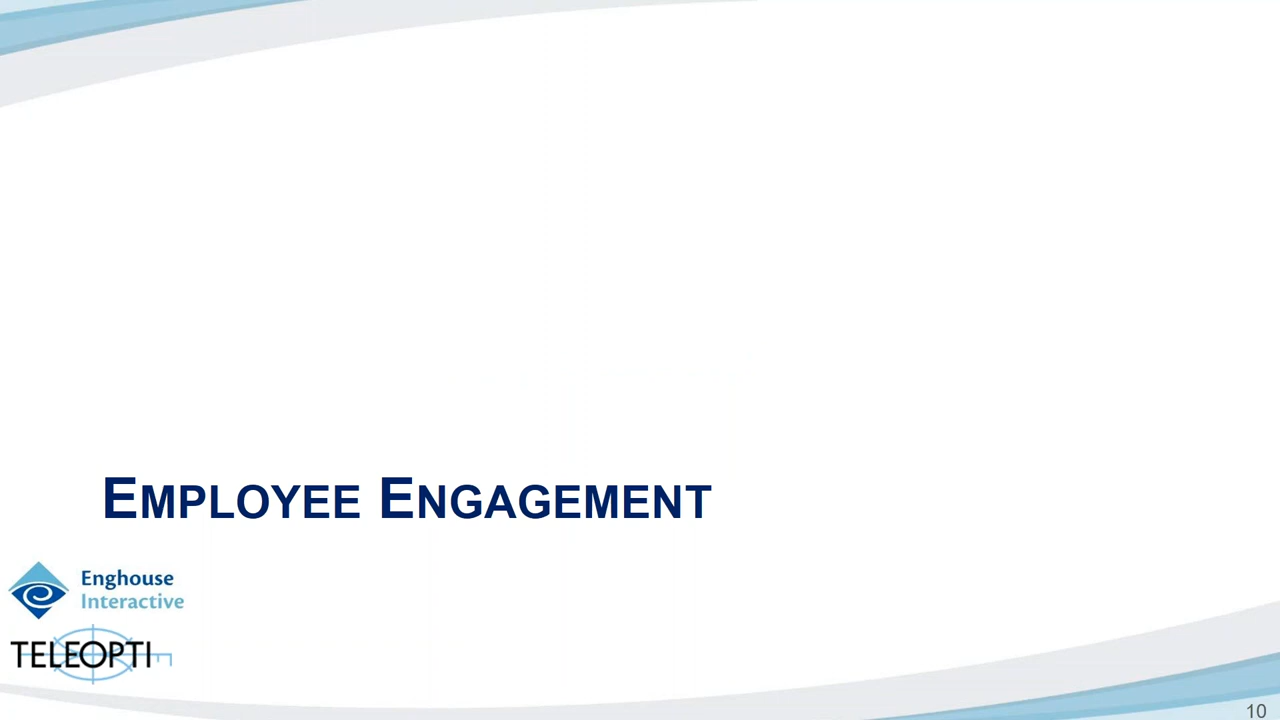 EMPLOYEE ENGAGEMENT
Enghouse
Interactive
TELEOPTI
10